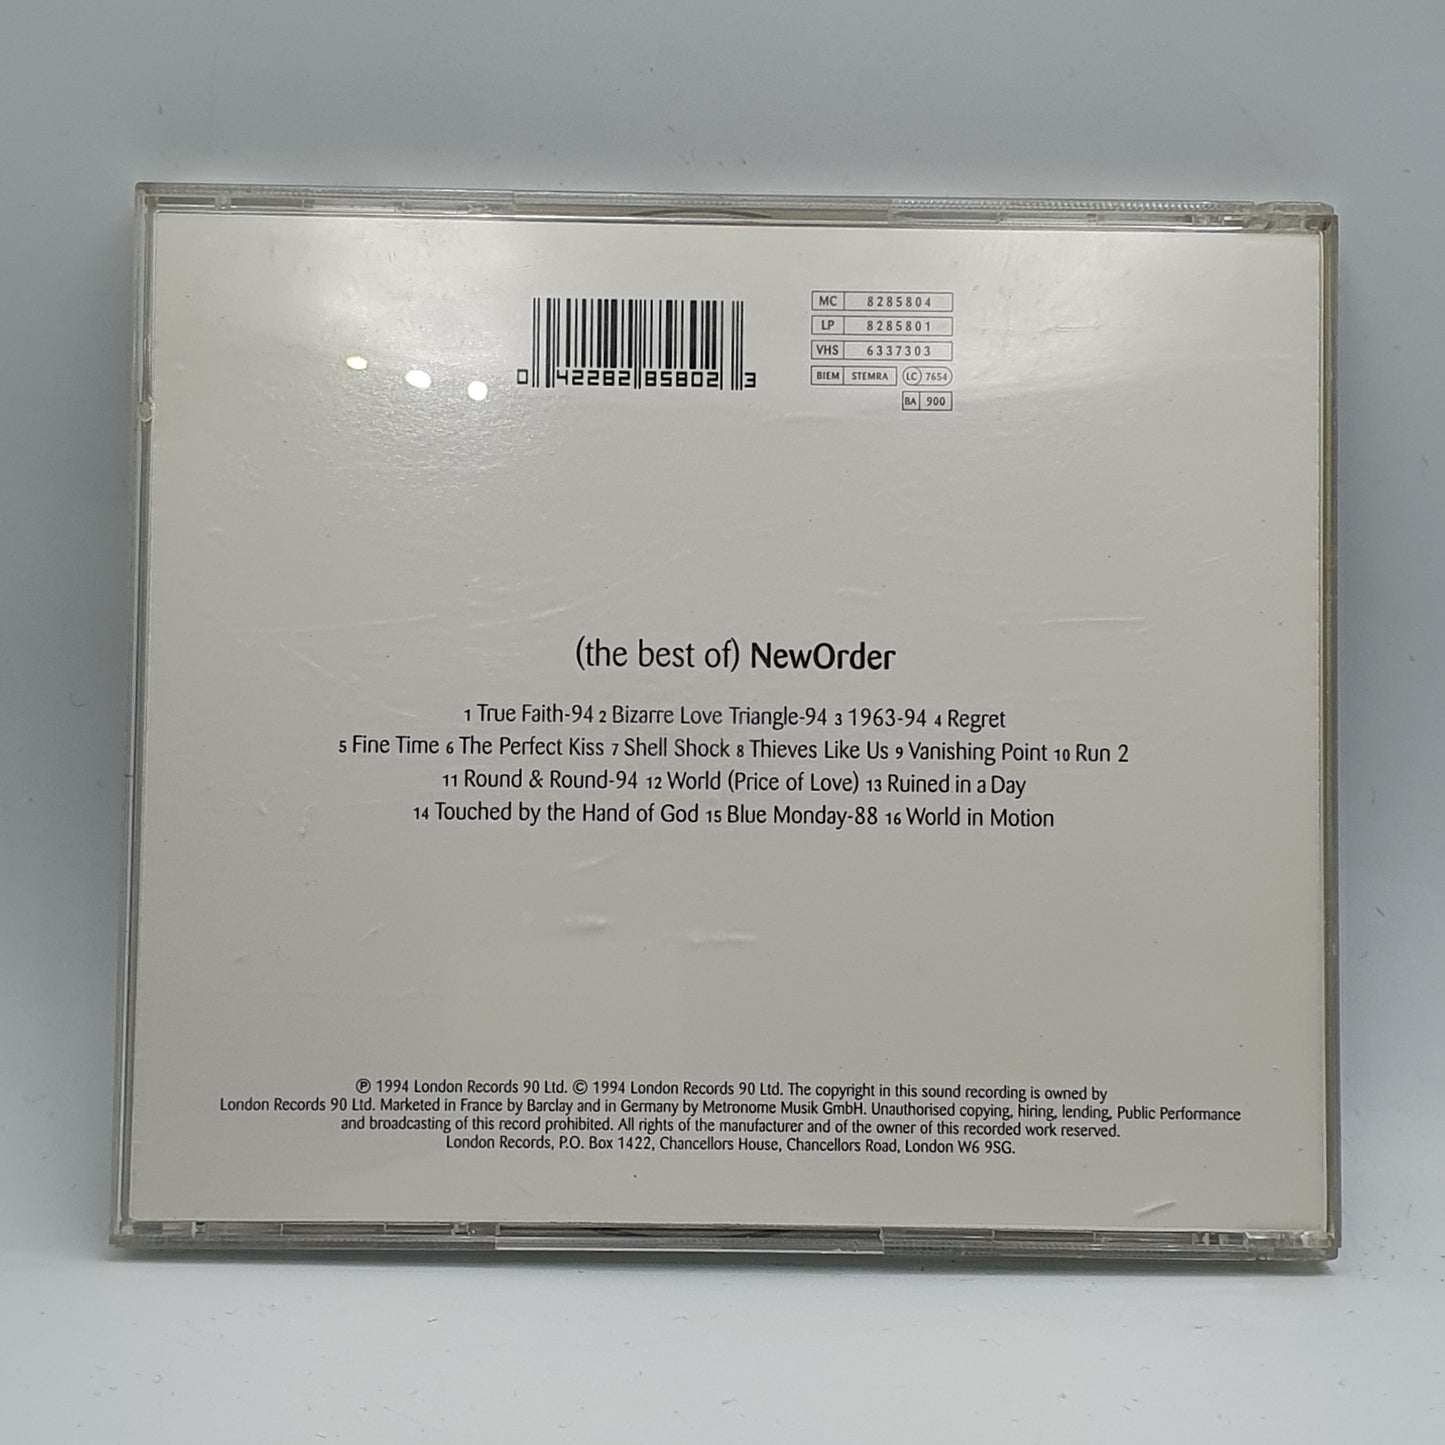 0 42282 85802 3
MC 8285804
LP 8285801
VHS 6337303
BIEM STEMRA LC 7654
BA 900
(the best of) NewOrder
1 True Faith-94 2 Bizarre Love Triangle-94 3 1963-94 4 Regret
5 Fine Time 6 The Perfect Kiss 7 Shell Shock 8 Thieves Like Us 9 Vanishing Point 10 Run 2
11 Round & Round-94 12 World (Price of Love) 13 Ruined in a Day
14 Touched by the Hand of God 15 Blue Monday-88 16 World in Motion
℗ 1994 London Records 90 Ltd. © 1994 London Records 90 Ltd. The copyright in this sound recording is owned by
London Records 90 Ltd. Marketed in France by Barclay and in Germany by Metronome Musik GmbH. Unauthorised copying, hiring, lending, Public Performance
and broadcasting of this record prohibited. All rights of the manufacturer and of the owner of this recorded work reserved.
London Records, P.O. Box 1422, Chancellors House, Chancellors Road, London W6 9SG.